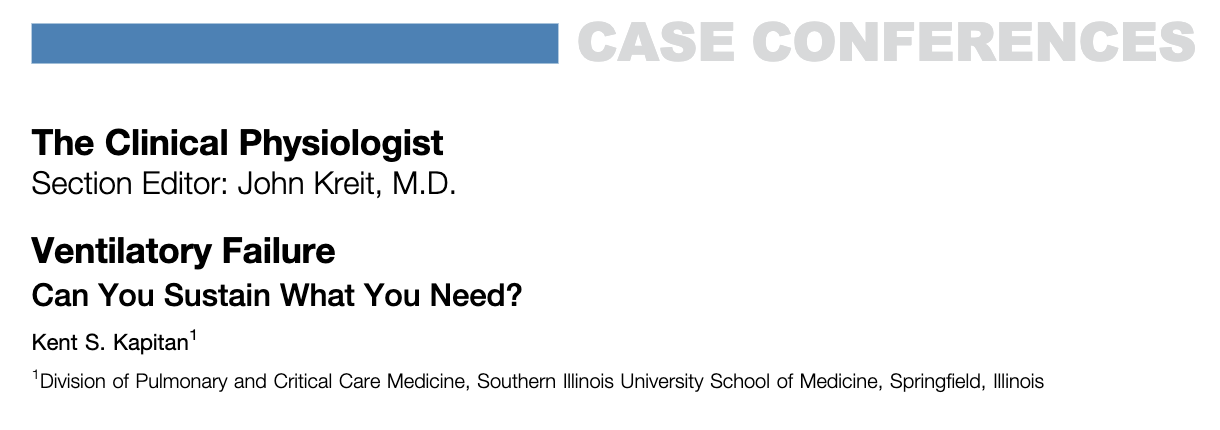 CASE CONFERENCES
The Clinical Physiologist
Section Editor: John Kreit, M.D.
Ventilatory Failure
Can You Sustain What You Need?
Kent S. Kapitan1
1Division of Pulmonary and Critical Care Medicine, Southern Illinois University School of Medicine, Springfield, Illinois